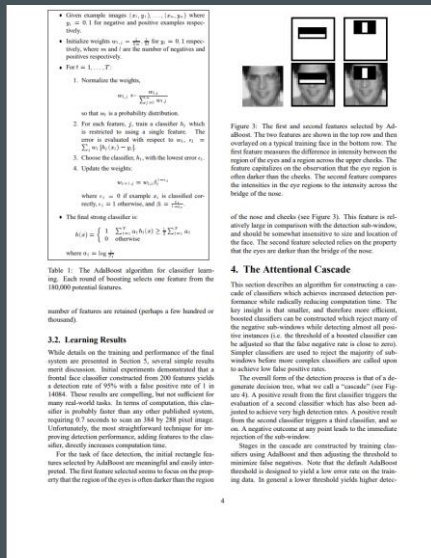 • Given example images (x₁, y₁), ..., (xₙ, yₙ) where
yᵢ = 0, 1 for negative and positive examples respec-
tively.
• Initialize weights w₁,ᵢ = 1/2m, 1/2l for yᵢ = 0, 1 respec-
tively, where m and l are the number of negatives and
positives respectively.
• For t = 1, ..., T:
1. Normalize the weights,
so that wₜ is a probability distribution.
2. For each feature, j, train a classifier hⱼ which
is restricted to using a single feature. The
error is evaluated with respect to wₜ, εⱼ =
Σᵢ wᵢ |hⱼ(xᵢ) − yᵢ|.
3. Choose the classifier, hₜ, with the lowest error εₜ.
4. Update the weights:
where eᵢ = 0 if example xᵢ is classified cor-
rectly, eᵢ = 1 otherwise, and
• The final strong classifier is:
0 otherwise
where
Table 1: The AdaBoost algorithm for classifier learn-
ing. Each round of boosting selects one feature from the
180,000 potential features.
number of features are retained (perhaps a few hundred or
thousand).
3.2. Learning Results
While details on the training and performance of the final
system are presented in Section 5, several simple results
merit discussion. Initial experiments demonstrated that a
frontal face classifier constructed from 200 features yields
a detection rate of 95% with a false positive rate of 1 in
14084. These results are compelling, but not sufficient for
many real-world tasks. In terms of computation, this clas-
sifier is probably faster than any other published system,
requiring 0.7 seconds to scan an 384 by 288 pixel image.
Unfortunately, the most straightforward technique for im-
proving detection performance, adding features to the clas-
sifier, directly increases computation time.
For the task of face detection, the initial rectangle fea-
tures selected by AdaBoost are meaningful and easily inter-
preted. The first feature selected seems to focus on the prop-
erty that the region of the eyes is often darker than the region
Figure 3: The first and second features selected by Ad-
aBoost. The two features are shown in the top row and then
overlayed on a typical training face in the bottom row. The
first feature measures the difference in intensity between the
region of the eyes and a region across the upper cheeks. The
feature capitalizes on the observation that the eye region is
often darker than the cheeks. The second feature compares
the intensities in the eye regions to the intensity across the
bridge of the nose.
of the nose and cheeks (see Figure 3). This feature is rel-
atively large in comparison with the detection sub-window,
and should be somewhat insensitive to size and location of
the face. The second feature selected relies on the property
that the eyes are darker than the bridge of the nose.
4. The Attentional Cascade
This section describes an algorithm for constructing a cas-
cade of classifiers which achieves increased detection per-
formance while radically reducing computation time. The
key insight is that smaller, and therefore more efficient,
boosted classifiers can be constructed which reject many of
the negative sub-windows while detecting almost all posi-
tive instances (i.e. the threshold of a boosted classifier can
be adjusted so that the false negative rate is close to zero).
Simpler classifiers are used to reject the majority of sub-
windows before more complex classifiers are called upon
to achieve low false positive rates.
The overall form of the detection process is that of a de-
generate decision tree, what we call a "cascade" (see Fig-
ure 4). A positive result from the first classifier triggers the
evaluation of a second classifier which has also been ad-
justed to achieve very high detection rates. A positive result
from the second classifier triggers a third classifier, and so
on. A negative outcome at any point leads to the immediate
rejection of the sub-window.
Stages in the cascade are constructed by training clas-
sifiers using AdaBoost and then adjusting the threshold to
minimize false negatives. Note that the default AdaBoost
threshold is designed to yield a low error rate on the train-
ing data. In general a lower threshold yields higher detec-
4